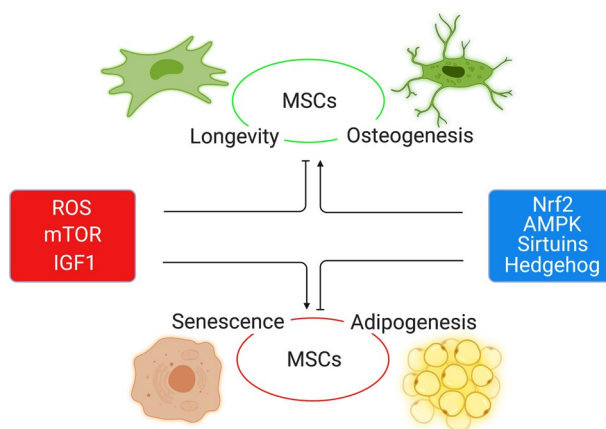 MSCs
Longevity Osteogenesis
ROS
mTOR
IGF1
Nrf2
AMPK
Sirtuins
Hedgehog
Senescence Adipogenesis
MSCs